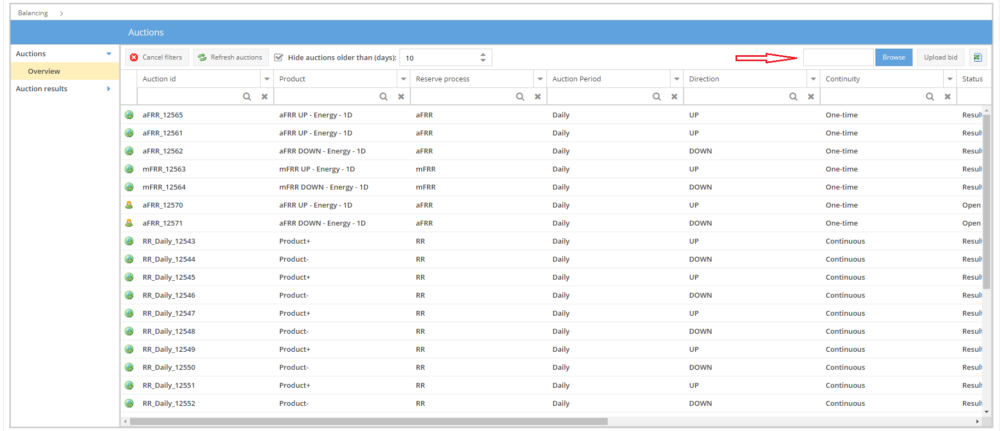 Balancing
Auctions
Auctions
Overview
Auction results
Cancel filters Refresh auctions Hide auctions older than (days): 10 Browse Upload bid
Auction id Product Reserve process Auction Period Direction Continuity Status
aFRR_12565 aFRR UP - Energy - 1D aFRR Daily UP One-time Result
aFRR_12561 aFRR UP - Energy - 1D aFRR Daily UP One-time Result
aFRR_12562 aFRR DOWN - Energy - 1D aFRR Daily DOWN One-time Result
mFRR_12563 mFRR UP - Energy - 1D mFRR Daily UP One-time Result
mFRR_12564 mFRR DOWN - Energy - 1D mFRR Daily DOWN One-time Result
aFRR_12570 aFRR UP - Energy - 1D aFRR Daily UP One-time Open
aFRR_12571 aFRR DOWN - Energy - 1D aFRR Daily DOWN One-time Open
RR_Daily_12543 Product+ RR Daily UP Continuous Result
RR_Daily_12544 Product- RR Daily DOWN Continuous Result
RR_Daily_12545 Product+ RR Daily UP Continuous Result
RR_Daily_12546 Product- RR Daily DOWN Continuous Result
RR_Daily_12547 Product+ RR Daily UP Continuous Result
RR_Daily_12548 Product- RR Daily DOWN Continuous Result
RR_Daily_12549 Product+ RR Daily UP Continuous Result
RR_Daily_12550 Product- RR Daily DOWN Continuous Result
RR_Daily_12551 Product+ RR Daily UP Continuous Result
RR_Daily_12552 Product- RR Daily DOWN Continuous Result